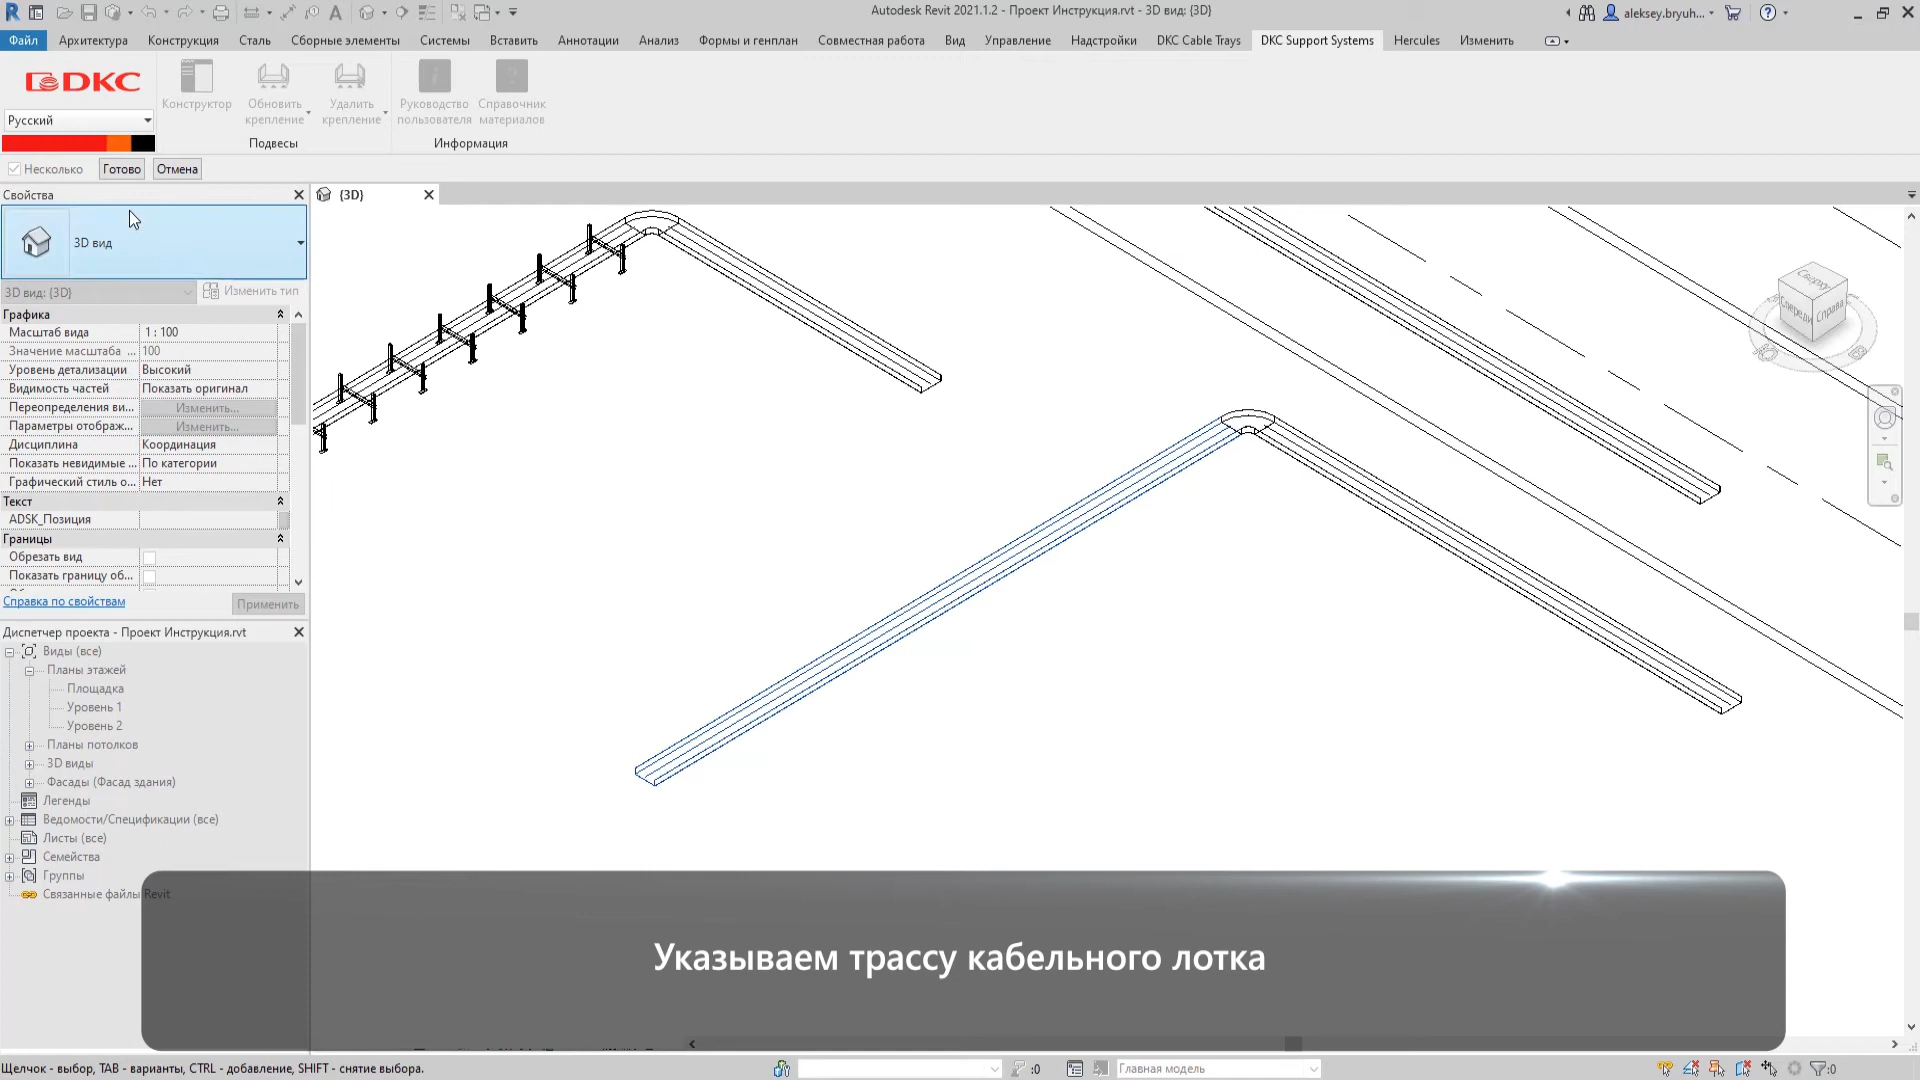 Autodesk Revit 2021.1.2 - Проект Инструкция.rvt - 3D вид: {3D}
aleksey.bryuh...
Файл Архитектура Конструкция Сталь Сборные элементы Системы Вставить Аннотации Анализ Формы и генплан Совместная работа Вид Управление Надстройки DKC Cable Trays DKC Support Systems Hercules Изменить
DKC
Русский
Конструктор
Обновить крепление
Удалить крепление
Руководство пользователя
Справочник материалов
Подвесы
Информация
Несколько Готово Отмена
Свойства
{3D}
3D вид
3D вид: {3D} Изменить тип
Графика
Масштаб вида 1 : 100
Значение масштаба ... 100
Уровень детализации Высокий
Видимость частей Показать оригинал
Переопределения ви... Изменить...
Параметры отображ... Изменить...
Дисциплина Координация
Показать невидимые ... По категории
Графический стиль о... Нет
Текст
ADSK_Позиция
Границы
Обрезать вид
Показать границу об...
Справка по свойствам Применить
Сверху
Спереди
Справа
Диспетчер проекта - Проект Инструкция.rvt
Виды (все)
Планы этажей
Площадка
Уровень 1
Уровень 2
Планы потолков
3D виды
Фасады (Фасад здания)
Легенды
Ведомости/Спецификации (все)
Листы (все)
Семейства
Группы
Связанные файлы Revit
Указываем трассу кабельного лотка
Щелчок - выбор, TAB - варианты, CTRL - добавление, SHIFT - снятие выбора.
:0
Главная модель
:0